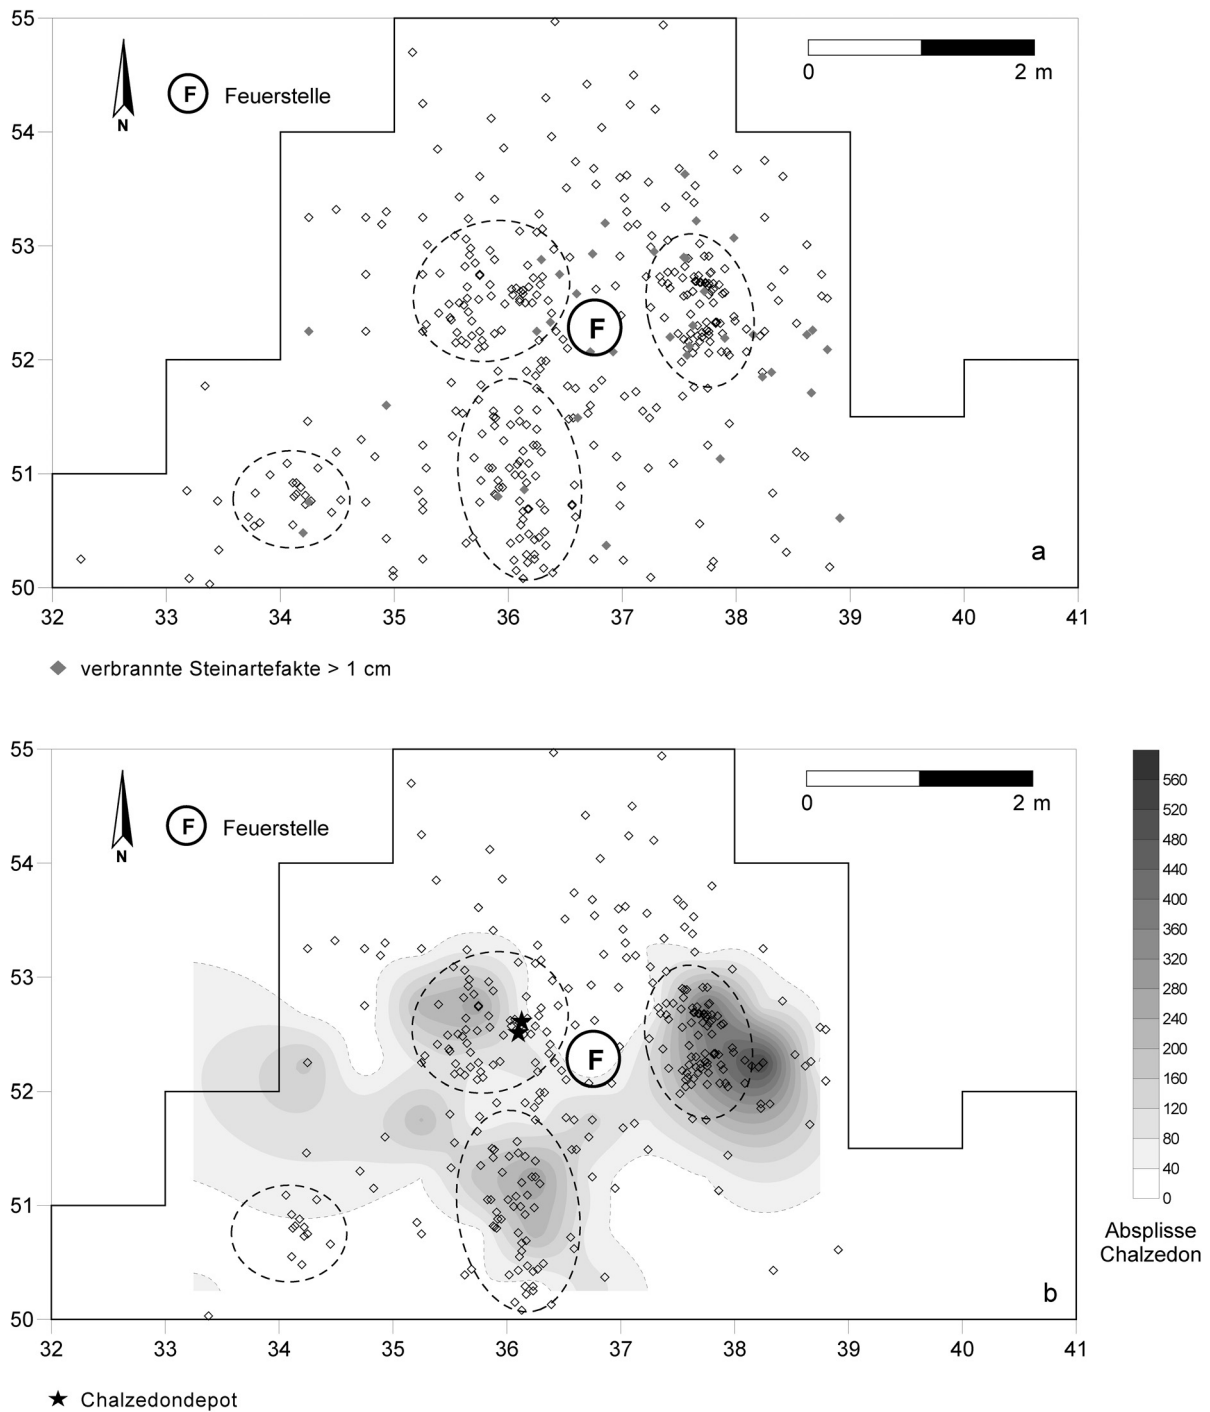 55
54
53
52
51
50
N
F Feuerstelle
0 2 m
F
a
32 33 34 35 36 37 38 39 40 41
verbrannte Steinartefakte > 1 cm
55
54
53
52
51
50
N
F Feuerstelle
0 2 m
F
b
32 33 34 35 36 37 38 39 40 41
560
520
480
440
400
360
320
280
240
200
160
120
80
40
0
Absplisse
Chalzedon
Chalzedondepot